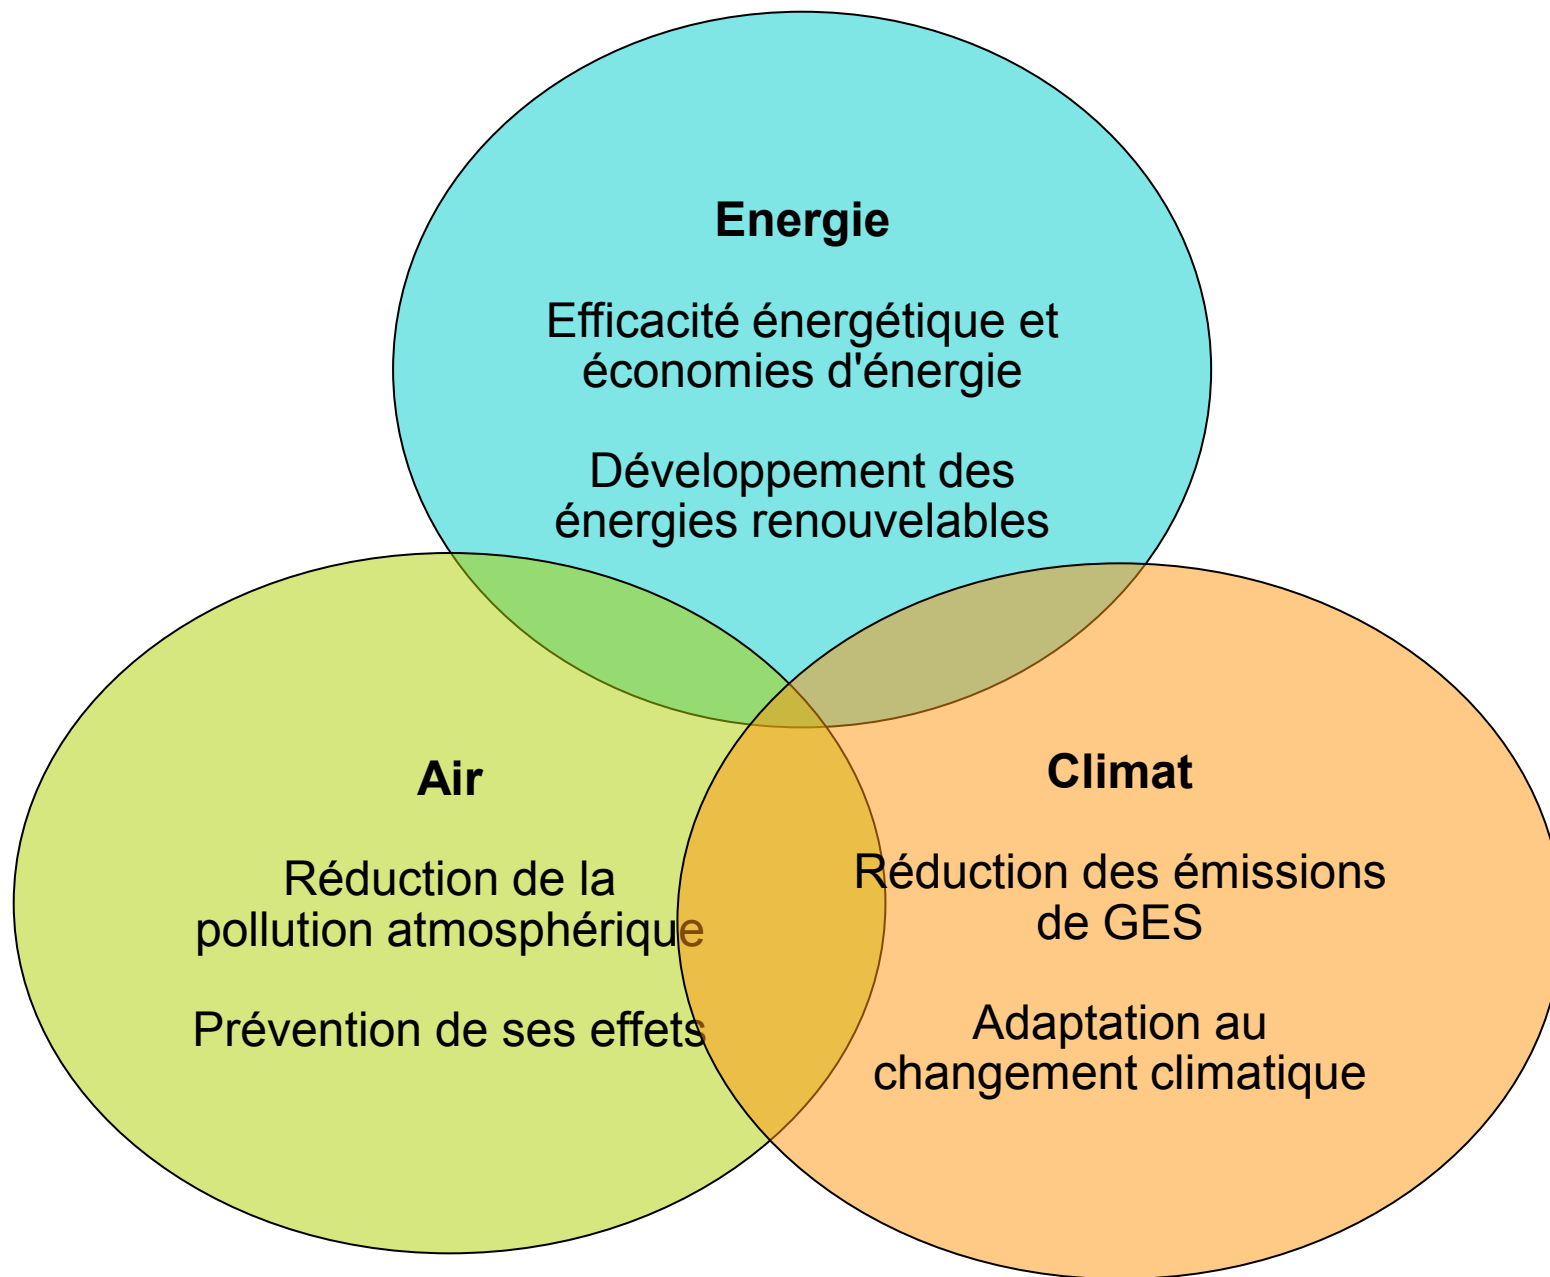 Energie
Efficacité énergétique et
économies d'énergie
Développement des
énergies renouvelables
Air
Réduction de la
pollution atmosphérique
Prévention de ses effets
Climat
Réduction des émissions
de GES
Adaptation au
changement climatique